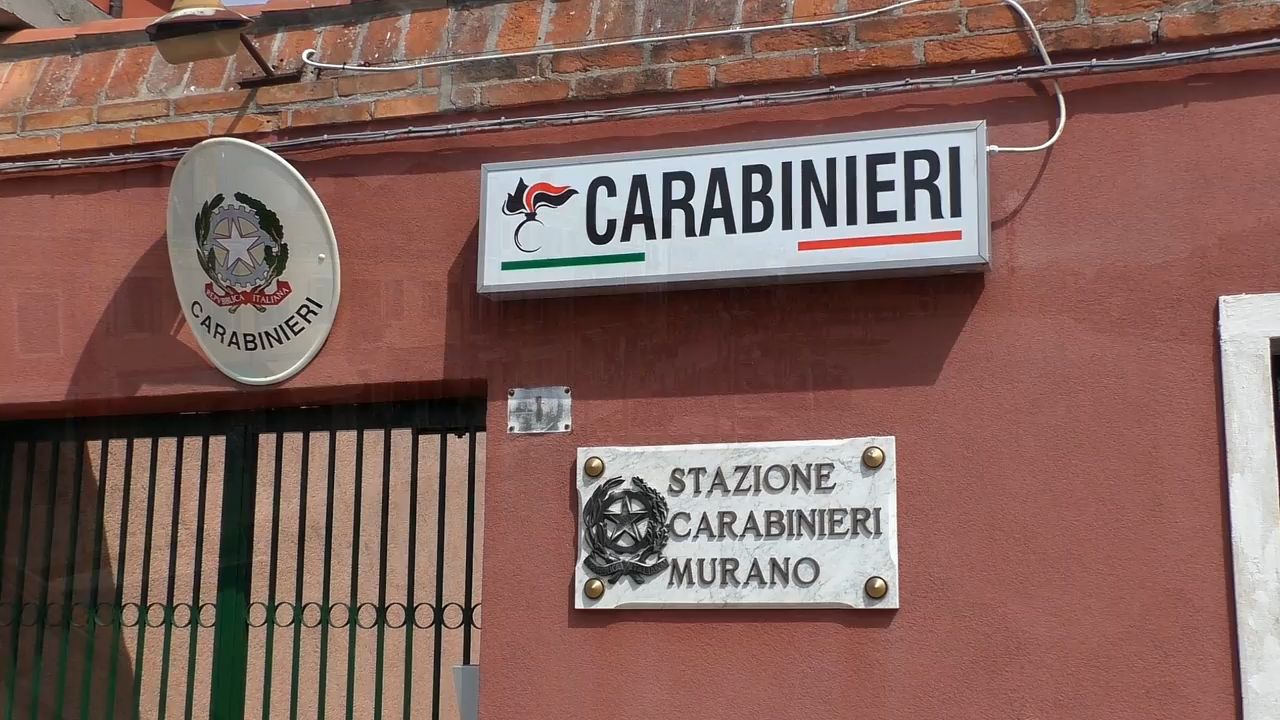 CARABINIERI
REPUBBLICA ITALIANA
CARABINIERI
STAZIONE
CARABINIERI
MURANO